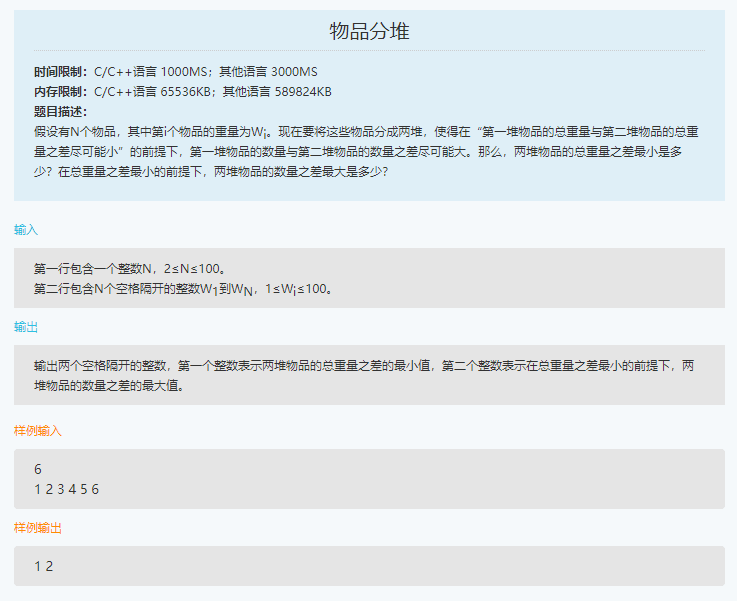 物品分堆
时间限制：C/C++语言 1000MS；其他语言 3000MS
内存限制：C/C++语言 65536KB；其他语言 589824KB
题目描述：
假设有N个物品，其中第i个物品的重量为Wi。现在要将这些物品分成两堆，使得在“第一堆物品的总重量与第二堆物品的总重
量之差尽可能小”的前提下，第一堆物品的数量与第二堆物品的数量之差尽可能大。那么，两堆物品的总重量之差最小是多
少？在总重量之差最小的前提下，两堆物品的数量之差最大是多少？
输入
第一行包含一个整数N，2≤N≤100。
第二行包含N个空格隔开的整数W1到WN，1≤Wi≤100。
输出
输出两个空格隔开的整数，第一个整数表示两堆物品的总重量之差的最小值，第二个整数表示在总重量之差最小的前提下，两
堆物品的数量之差的最大值。
样例输入
6
1 2 3 4 5 6
样例输出
1 2